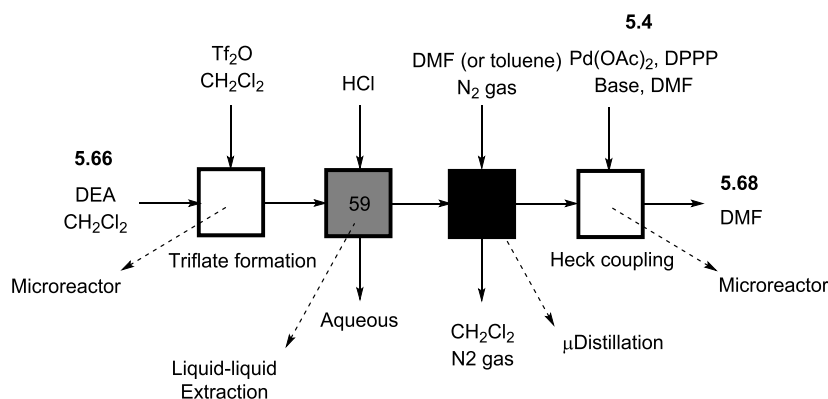 5.4
Tf2O
CH2Cl2
HCl
DMF (or toluene)
N2 gas
Pd(OAc)2, DPPP
Base, DMF
5.66
DEA
CH2Cl2
59
5.68
DMF
Triflate formation
Heck coupling
Microreactor
Microreactor
Aqueous
CH2Cl2
N2 gas
μDistillation
Liquid-liquid
Extraction